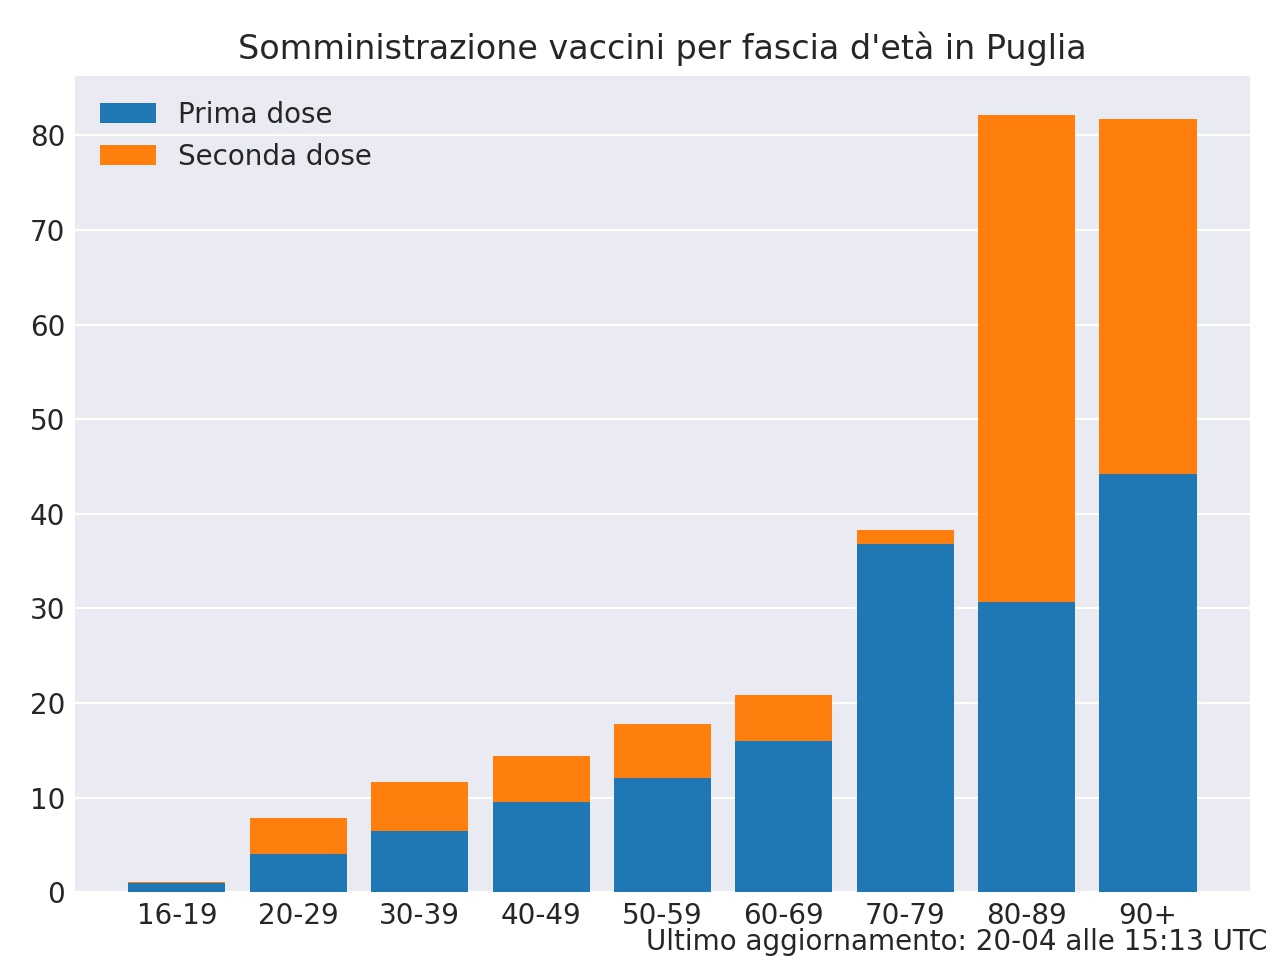 Somministrazione vaccini per fascia d'età in Puglia
Prima dose
Seconda dose
80
70
60
50
40
30
20
10
0
16-19 20-29 30-39 40-49 50-59 60-69 70-79 80-89 90+
Ultimo aggiornamento: 20-04 alle 15:13 UTC